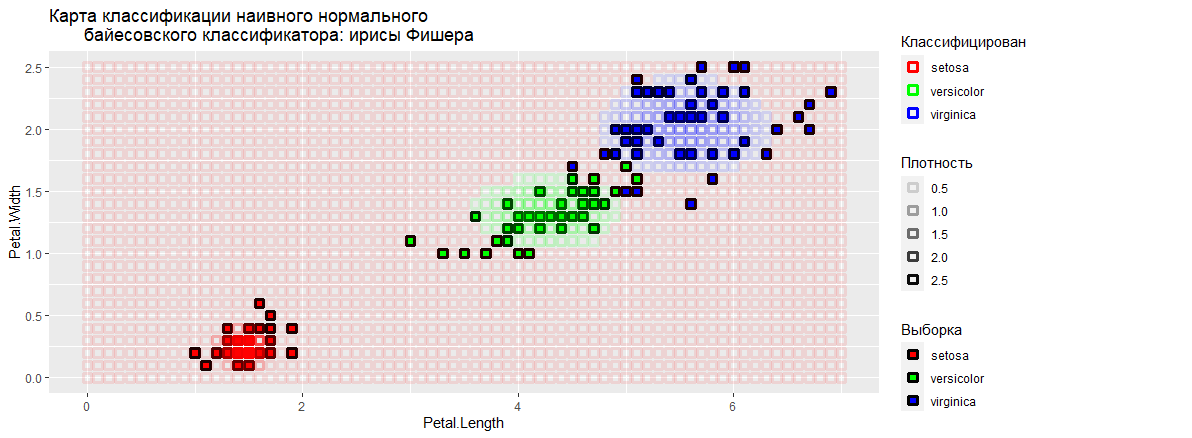 Карта классификации наивного нормального
байесовского классификатора: ирисы Фишера
Классифицирован
setosa
versicolor
virginica
Плотность
0.5
1.0
1.5
2.0
2.5
Выборка
setosa
versicolor
virginica
Petal.Width
2.5
2.0
1.5
1.0
0.5
0.0
0
2
4
6
Petal.Length